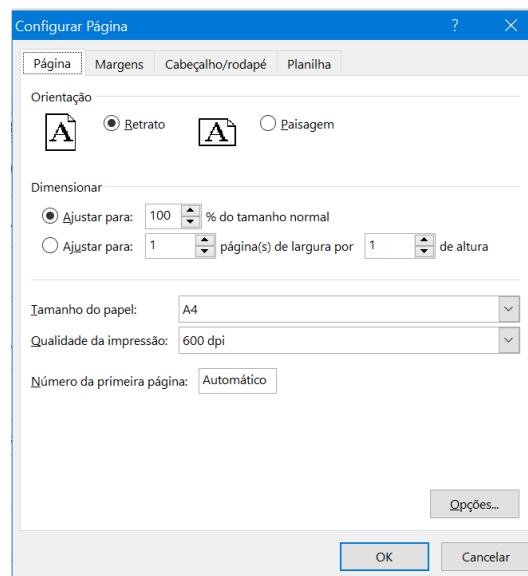 Configurar Página ?
Página Margens Cabeçalho/rodapé Planilha
Orientação
A Retrato A Paisagem
Dimensionar
Ajustar para: 100 % do tamanho normal
Ajustar para: 1 página(s) de largura por 1 de altura
Tamanho do papel: A4
Qualidade da impressão: 600 dpi
Número da primeira página: Automático
Opções...
OK Cancelar